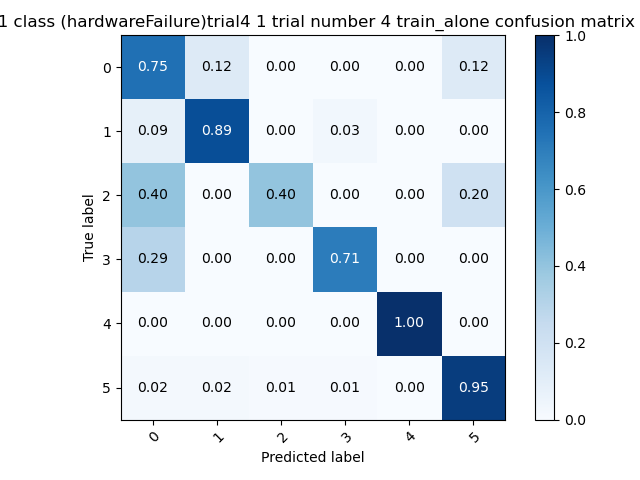 1 class (hardwareFailure)trial4 1 trial number 4 train_alone confusion matrix
1.0
0 0.75 0.12 0.00 0.00 0.00 0.12
0.8
1 0.09 0.89 0.00 0.03 0.00 0.00
2 0.40 0.00 0.40 0.00 0.00 0.20
0.6
True label
3 0.29 0.00 0.00 0.71 0.00 0.00
0.4
4 0.00 0.00 0.00 0.00 1.00 0.00
0.2
5 0.02 0.02 0.01 0.01 0.00 0.95
0.0
0 1 2 3 4 5
Predicted label